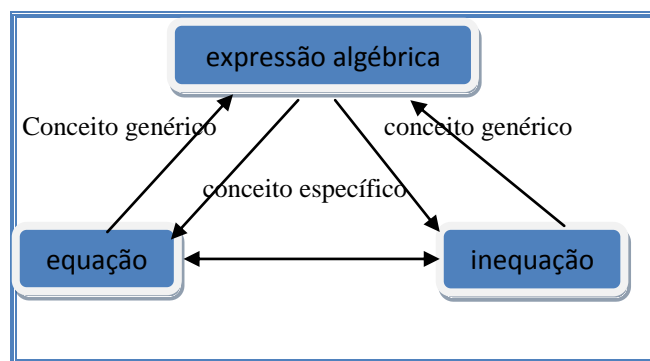 expressão algébrica
Conceito genérico
conceito genérico
conceito específico
equação
inequação